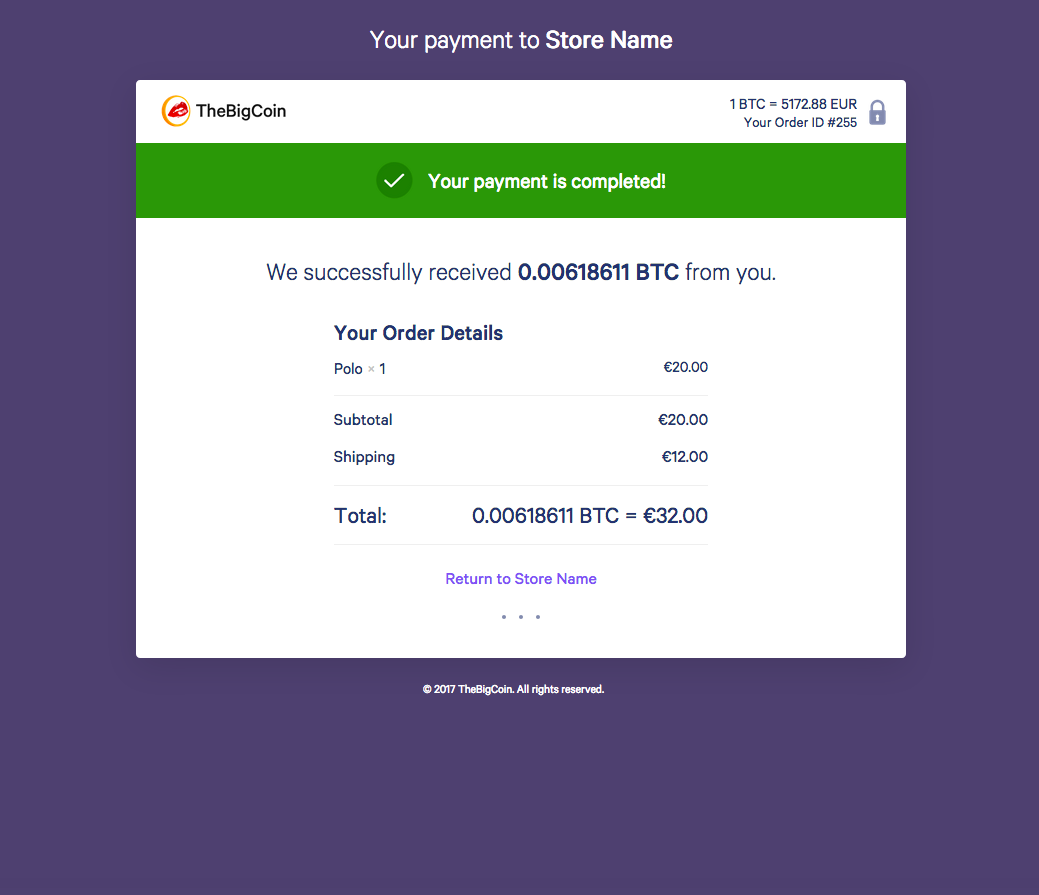 Your payment to Store Name
TheBigCoin
1 BTC = 5172.88 EUR
Your Order ID #255
Your payment is completed!
We successfully received 0.00618611 BTC from you.
Your Order Details
Polo × 1 €20.00
Subtotal €20.00
Shipping €12.00
Total: 0.00618611 BTC = €32.00
Return to Store Name
© 2017 TheBigCoin. All rights reserved.